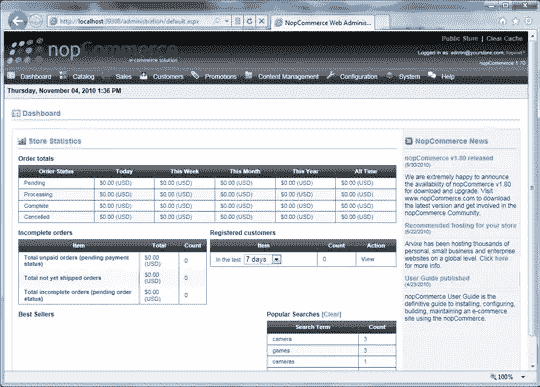 http://localhost:39308/administration/default.aspx
NopCommerce Web Adminis...
nopCommerce
e-commerce solution
Public Store | Clear Cache
Logged in as: admin@yourstore.com, logout?
nopCommerce 1.70
Dashboard Catalog Sales Customers Promotions Content Management Configuration System Help
Thursday, November 04, 2010 1:36 PM
Dashboard
Store Statistics
Order totals
Order Status Today This Week This Month This Year All Time
Pending $0.00 (USD) $0.00 (USD) $0.00 (USD) $0.00 (USD) $0.00 (USD)
Processing $0.00 (USD) $0.00 (USD) $0.00 (USD) $0.00 (USD) $0.00 (USD)
Complete $0.00 (USD) $0.00 (USD) $0.00 (USD) $0.00 (USD) $0.00 (USD)
Cancelled $0.00 (USD) $0.00 (USD) $0.00 (USD) $0.00 (USD) $0.00 (USD)
Incomplete orders
Item Total Count
Total unpaid orders (pending payment status) $0.00 (USD) 0
Total not yet shipped orders $0.00 (USD) 0
Total incomplete orders (pending order status) $0.00 (USD) 0
Registered customers
Item Count Action
In the last 7 days 0 View
Best Sellers
Popular Searches [Clear]
Search Term Count
camera 3
games 3
cameras 1
NopCommerce News
nopCommerce v1.80 released
(9/30/2010)
We are extremely happy to announce
the availability of nopCommerce v1.80
for download and upgrade. Visit
www.nopCommerce.com to download
the latest version and get involved in the
nopCommerce Community.
Recommended hosting for your
store
(6/22/2010)
Arvixe has been hosting thousands of
personal, small business and enterprise
websites on a global level. Click here
for more info.
User Guide published
(4/23/2010)
nopCommerce User Guide is the
definitive guide to installing, configuring,
building, maintaining an e-commerce
site using the nopCommerce.
100%